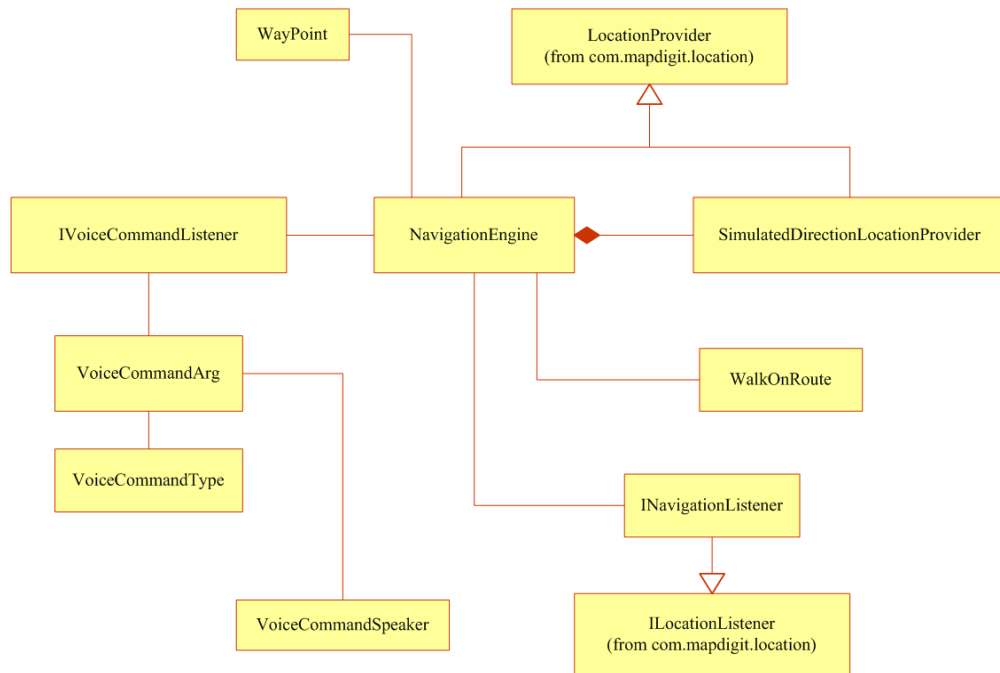 WayPoint
LocationProvider
(from com.mapdigit.location)
IVoiceCommandListener
NavigationEngine
SimulatedDirectionLocationProvider
VoiceCommandArg
WalkOnRoute
VoiceCommandType
INavigationListener
VoiceCommandSpeaker
ILocationListener
(from com.mapdigit.location)